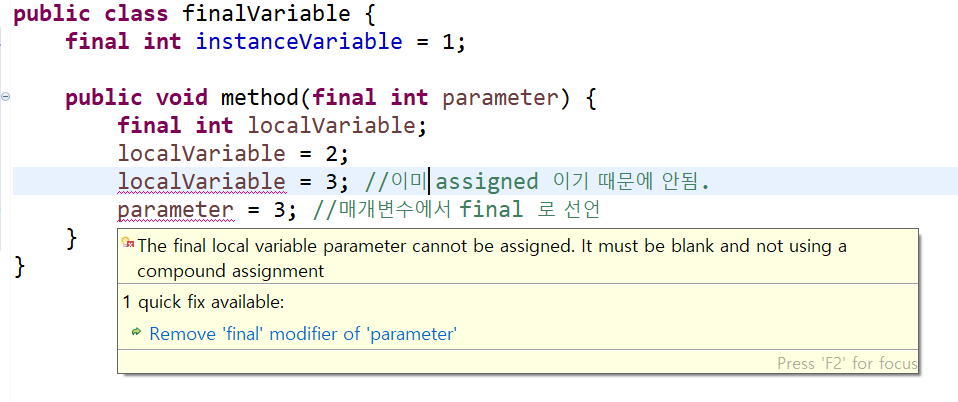 public class finalVariable {
final int instanceVariable = 1;
public void method(final int parameter) {
final int localVariable;
localVariable = 2;
localVariable = 3; //이미 assigned 이기 때문에 안됨.
parameter = 3; //매개변수에서 final 로 선언
}
}
The final local variable parameter cannot be assigned. It must be blank and not using a
compound assignment
1 quick fix available:
Remove 'final' modifier of 'parameter'
Press 'F2' for focus